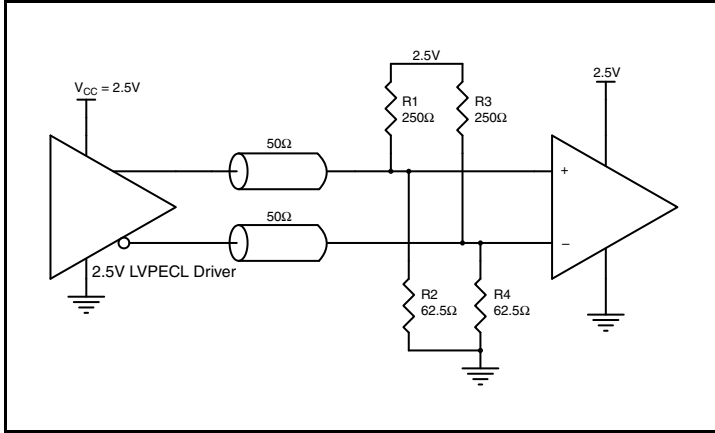 2.5V
2.5V
V_CC = 2.5V
R1
250Ω
R3
250Ω
50Ω
+
50Ω
–
2.5V LVPECL Driver
R2
62.5Ω
R4
62.5Ω